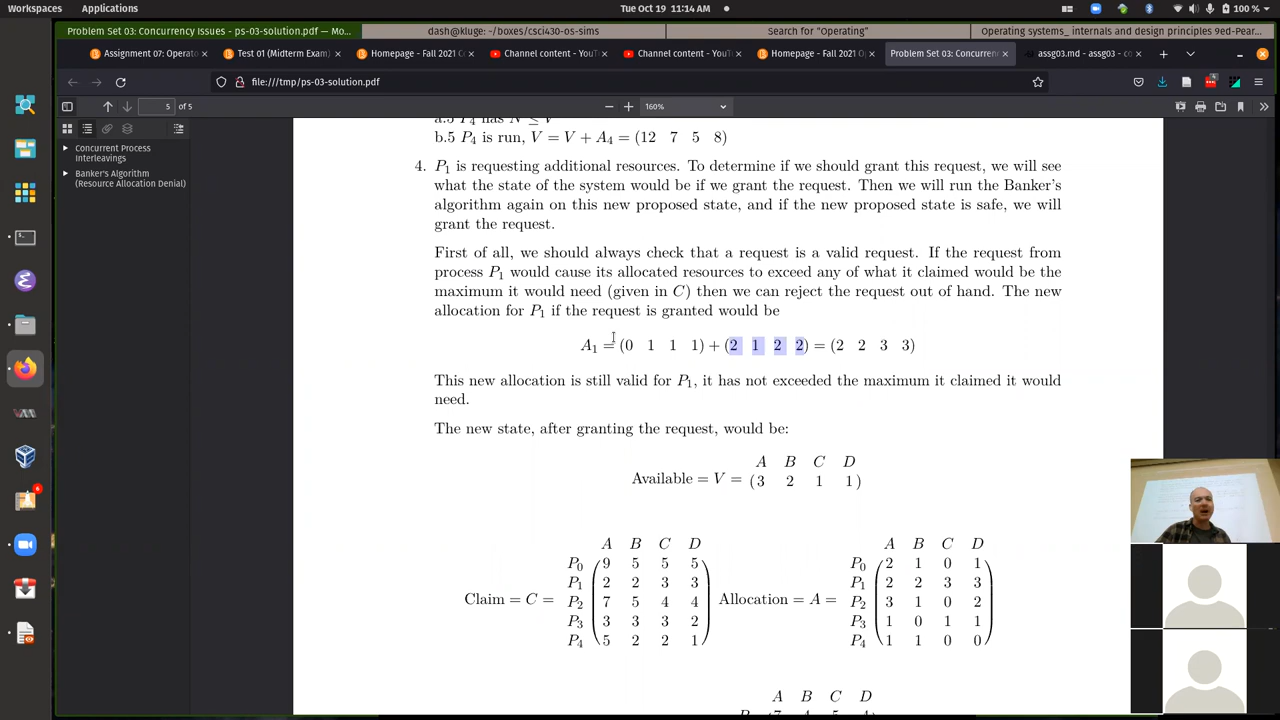 Workspaces Applications Tue Oct 19 11:14 AM 100 %
Problem Set 03: Concurrency Issues - ps-03-solution.pdf — Mo... dash@kluge: ~/boxes/csci430-os-sims Search for "Operating" Operating systems_ internals and design principles 9ed-Pear...
Assignment 07: Operato Test 01 (Midterm Exam) Homepage - Fall 2021 Co Channel content - YouT Channel content - YouTu Homepage - Fall 2021 Op Problem Set 03: Concurrenc assg03.md - assg03 - co
file:///tmp/ps-03-solution.pdf
5 of 5 160%
a.5 P4 has N ≤ V
b.5 P4 is run, V = V + A4 = (12 7 5 8)
Concurrent Process
Interleavings
Banker's Algorithm
(Resource Allocation Denial)
4. P1 is requesting additional resources. To determine if we should grant this request, we will see
what the state of the system would be if we grant the request. Then we will run the Banker's
algorithm again on this new proposed state, and if the new proposed state is safe, we will
grant the request.
First of all, we should always check that a request is a valid request. If the request from
process P1 would cause its allocated resources to exceed any of what it claimed would be the
maximum it would need (given in C) then we can reject the request out of hand. The new
allocation for P1 if the request is granted would be
A1 = (0 1 1 1) + (2 1 2 2) = (2 2 3 3)
This new allocation is still valid for P1, it has not exceeded the maximum it claimed it would
need.
The new state, after granting the request, would be:
A B C D
Available = V = (3 2 1 1)
A B C D A B C D
P0 9 5 5 5 P0 2 1 0 1
P1 2 2 3 3 P1 2 2 3 3
Claim = C = P2 7 5 4 4 Allocation = A = P2 3 1 0 2
P3 3 3 3 2 P3 1 0 1 1
P4 5 2 2 1 P4 1 1 0 0
A B C D